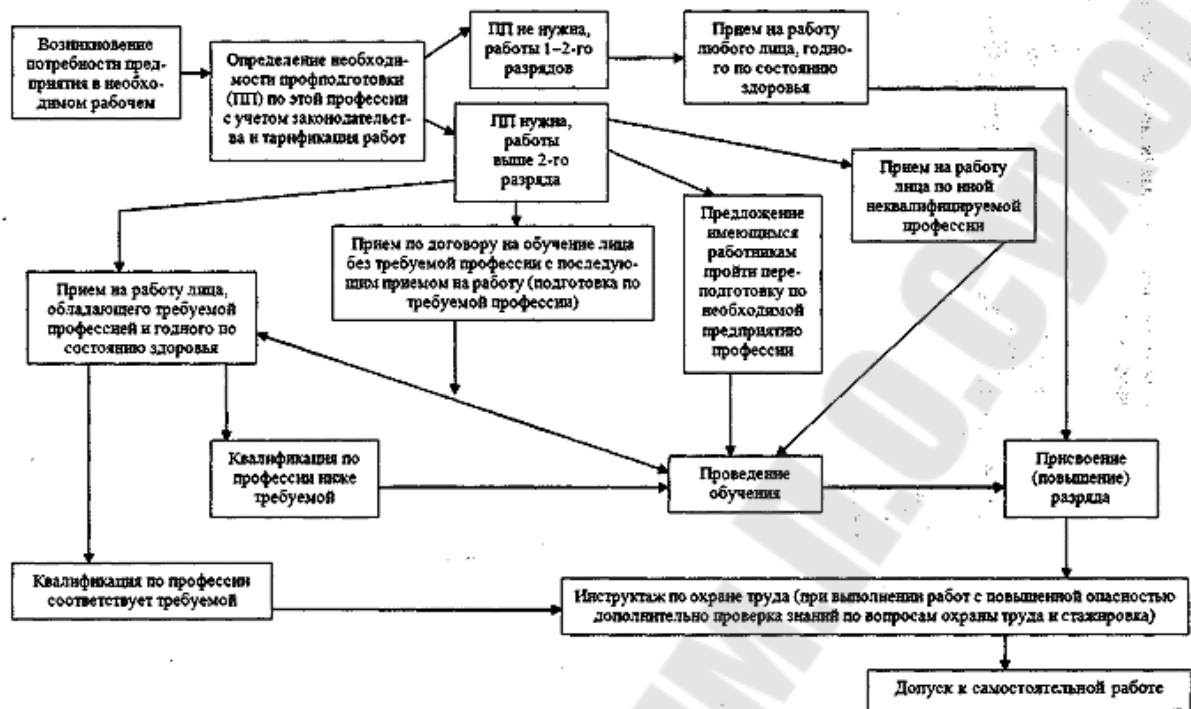 Возникновение
потребности пред-
приятия в необхо-
димом рабочем
Определение необходи-
мости профподготовки
(ПП) по этой профессии
с учетом законодательст-
ва и тарификация работ
ПП не нужна,
работы 1–2-го
разрядов
Прием на работу
любого лица, годно-
го по состоянию
здоровья
ПП нужна,
работы
выше 2-го
разряда
Прием на работу
лица по иной
неквалифицируемой
профессии
Предложение
имеющимся
работникам
пройти пере-
подготовку по
необходимой
предприятию
профессии
Прием по договору на обучение лица
без требуемой профессии с последую-
щим приемом на работу (подготовка по
требуемой профессии)
Прием на работу лица,
обладающего требуемой
профессией и годного по
состоянию здоровья
Квалификация по
профессии ниже
требуемой
Проведение
обучения
Присвоение
(повышение)
разряда
Квалификация по профессии
соответствует требуемой
Инструктаж по охране труда (при выполнении работ с повышенной опасностью
дополнительно проверка знаний по вопросам охраны труда и стажировка)
Допуск к самостоятельной работе
им. П.О.Сухо